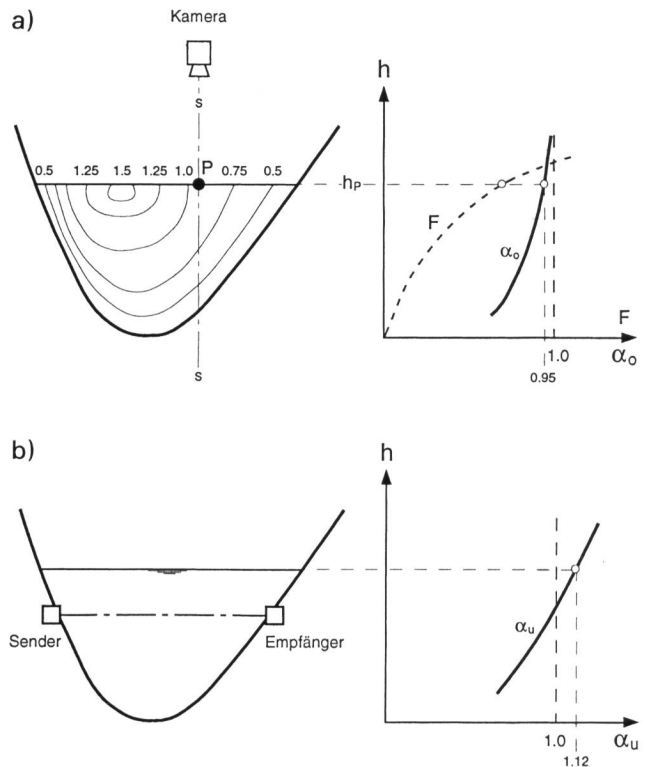 a)
Kamera
s
h
0.5 1.25 1.5 1.25 1.0 P 0.75 0.5
hP
F
αo
s
F
1.0 αo
0.95
b)
h
Sender
Empfänger
αu
1.0 αu
1.12